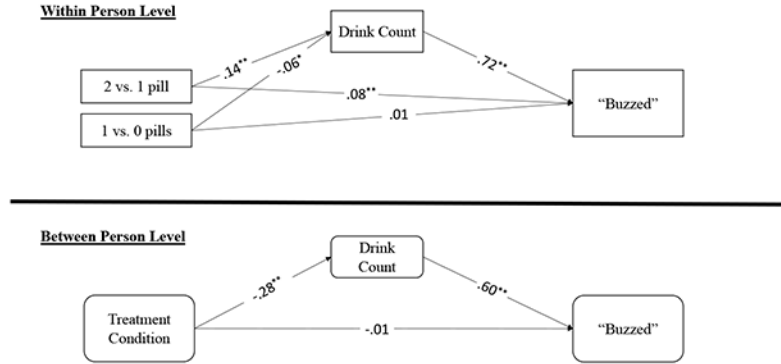 Within Person Level
Drink Count
.14**
-.06*
.72**
2 vs. 1 pill
.08**
"Buzzed"
1 vs. 0 pills
.01
Between Person Level
Drink
Count
-.28**
.60**
Treatment
Condition
-.01
"Buzzed"